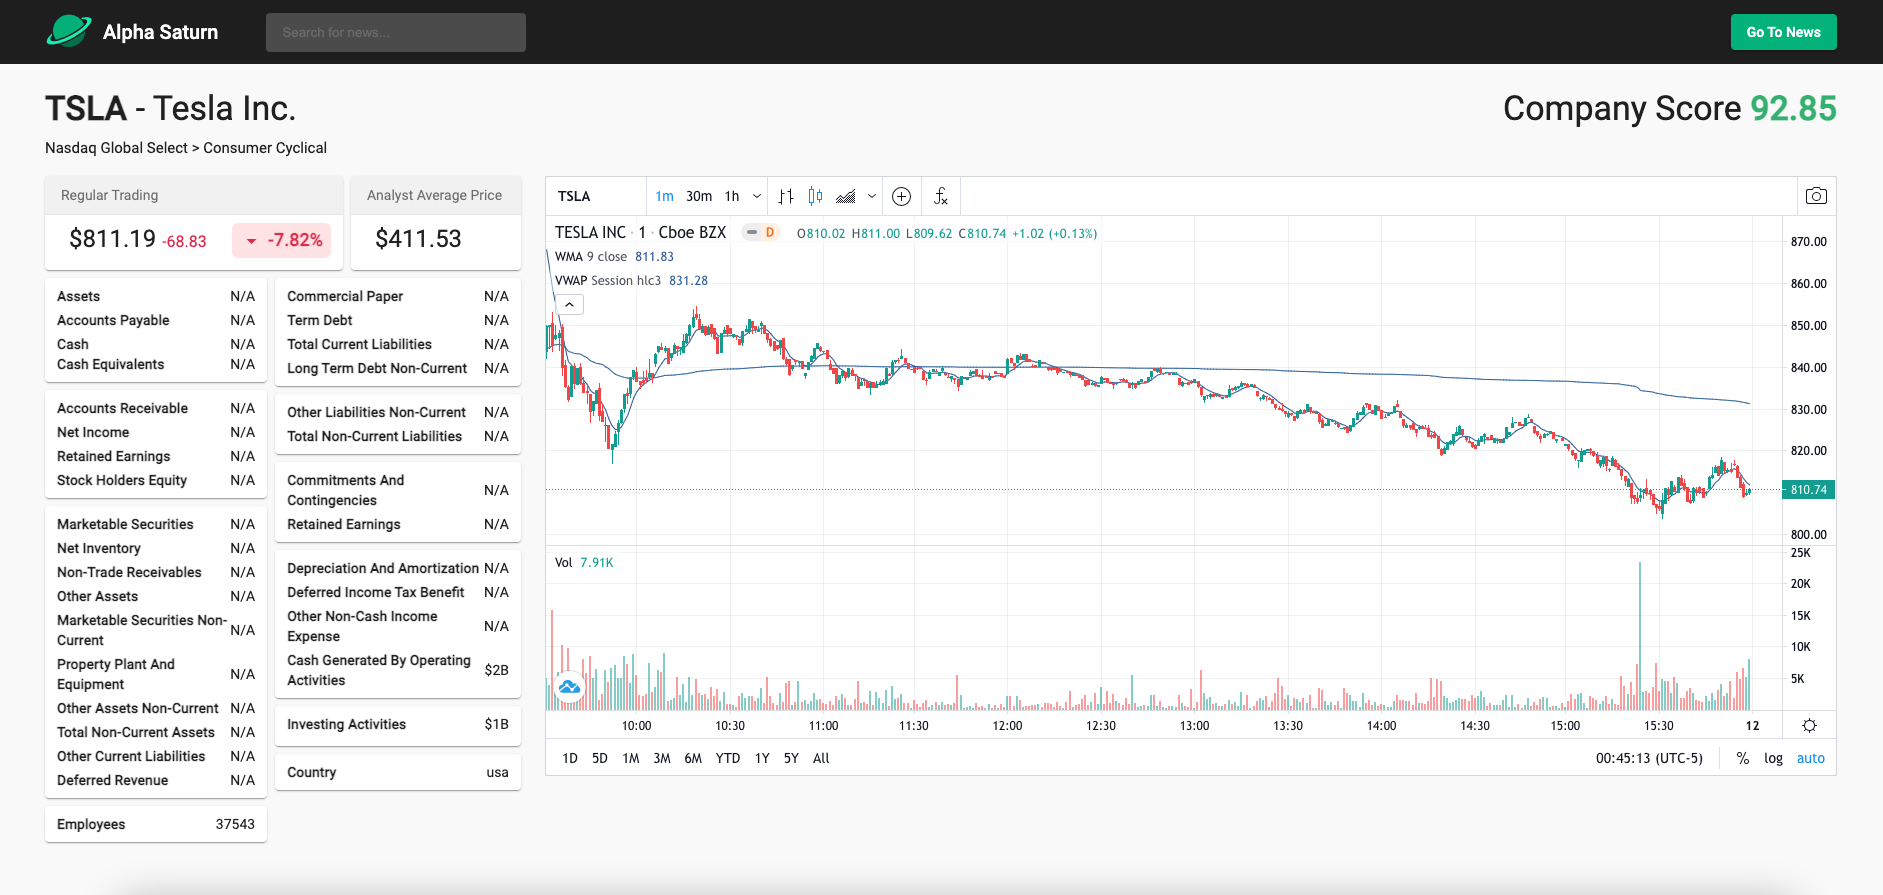 Alpha Saturn
Search for news...
Go To News
TSLA - Tesla Inc.
Company Score 92.85
Nasdaq Global Select > Consumer Cyclical
Regular Trading
$811.19 -68.83 -7.82%
Analyst Average Price
$411.53
Assets N/A
Accounts Payable N/A
Cash N/A
Cash Equivalents N/A
Accounts Receivable N/A
Net Income N/A
Retained Earnings N/A
Stock Holders Equity N/A
Marketable Securities N/A
Net Inventory N/A
Non-Trade Receivables N/A
Other Assets N/A
Marketable Securities Non-
Current N/A
Property Plant And
Equipment N/A
Other Assets Non-Current N/A
Total Non-Current Assets N/A
Other Current Liabilities N/A
Deferred Revenue N/A
Employees 37543
Commercial Paper N/A
Term Debt N/A
Total Current Liabilities N/A
Long Term Debt Non-Current N/A
Other Liabilities Non-Current N/A
Total Non-Current Liabilities N/A
Commitments And
Contingencies N/A
Retained Earnings N/A
Depreciation And Amortization N/A
Deferred Income Tax Benefit N/A
Other Non-Cash Income
Expense N/A
Cash Generated By Operating
Activities $2B
Investing Activities $1B
Country usa
TSLA 1m 30m 1h
TESLA INC · 1 · Cboe BZX D O810.02 H811.00 L809.62 C810.74 +1.02 (+0.13%)
WMA 9 close 811.83
VWAP Session hlc3 831.28
870.00
860.00
850.00
840.00
830.00
820.00
810.74
800.00
Vol 7.91K
25K
20K
15K
10K
5K
10:00 10:30 11:00 11:30 12:00 12:30 13:00 13:30 14:00 14:30 15:00 15:30 12
1D 5D 1M 3M 6M YTD 1Y 5Y All
00:45:13 (UTC-5) % log auto